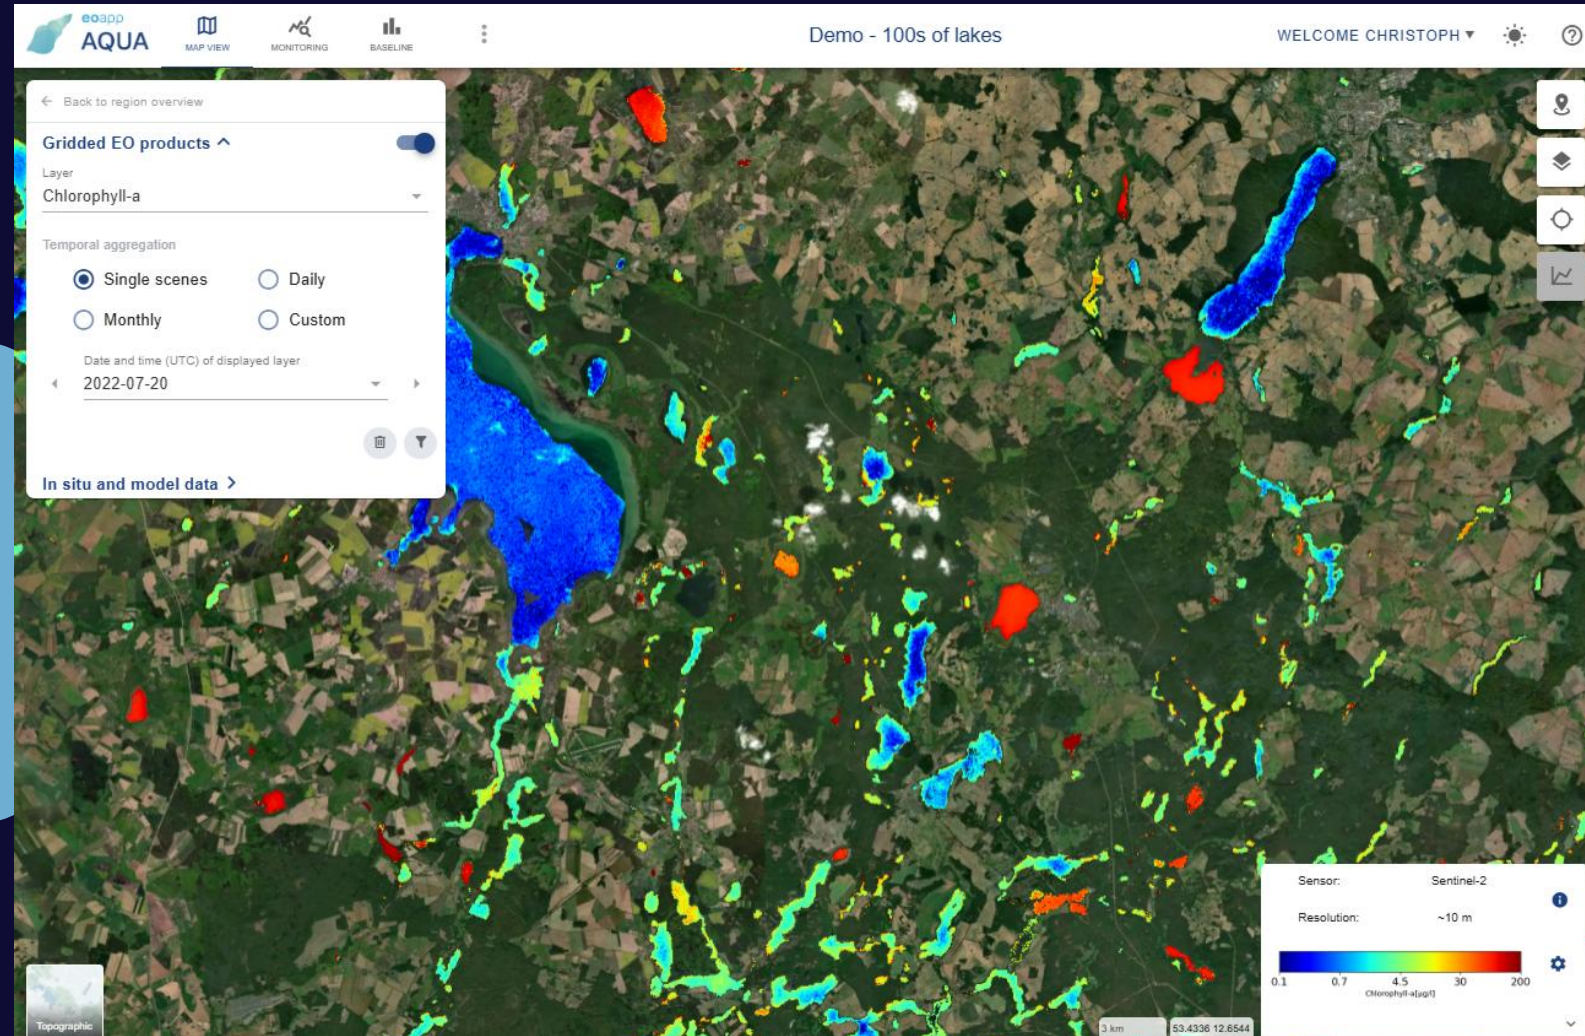 eoapp
AQUA
MAP VIEW
MONITORING
BASELINE
Demo - 100s of lakes
WELCOME CHRISTOPH
Back to region overview
Gridded EO products
Layer
Chlorophyll-a
Temporal aggregation
Single scenes
Daily
Monthly
Custom
Date and time (UTC) of displayed layer
2022-07-20
In situ and model data
Sensor: Sentinel-2
Resolution: ~10 m
0.1 0.7 4.5 30 200
Chlorophyll-a[µg/l]
Topographic
3 km
53.4336 12.6544